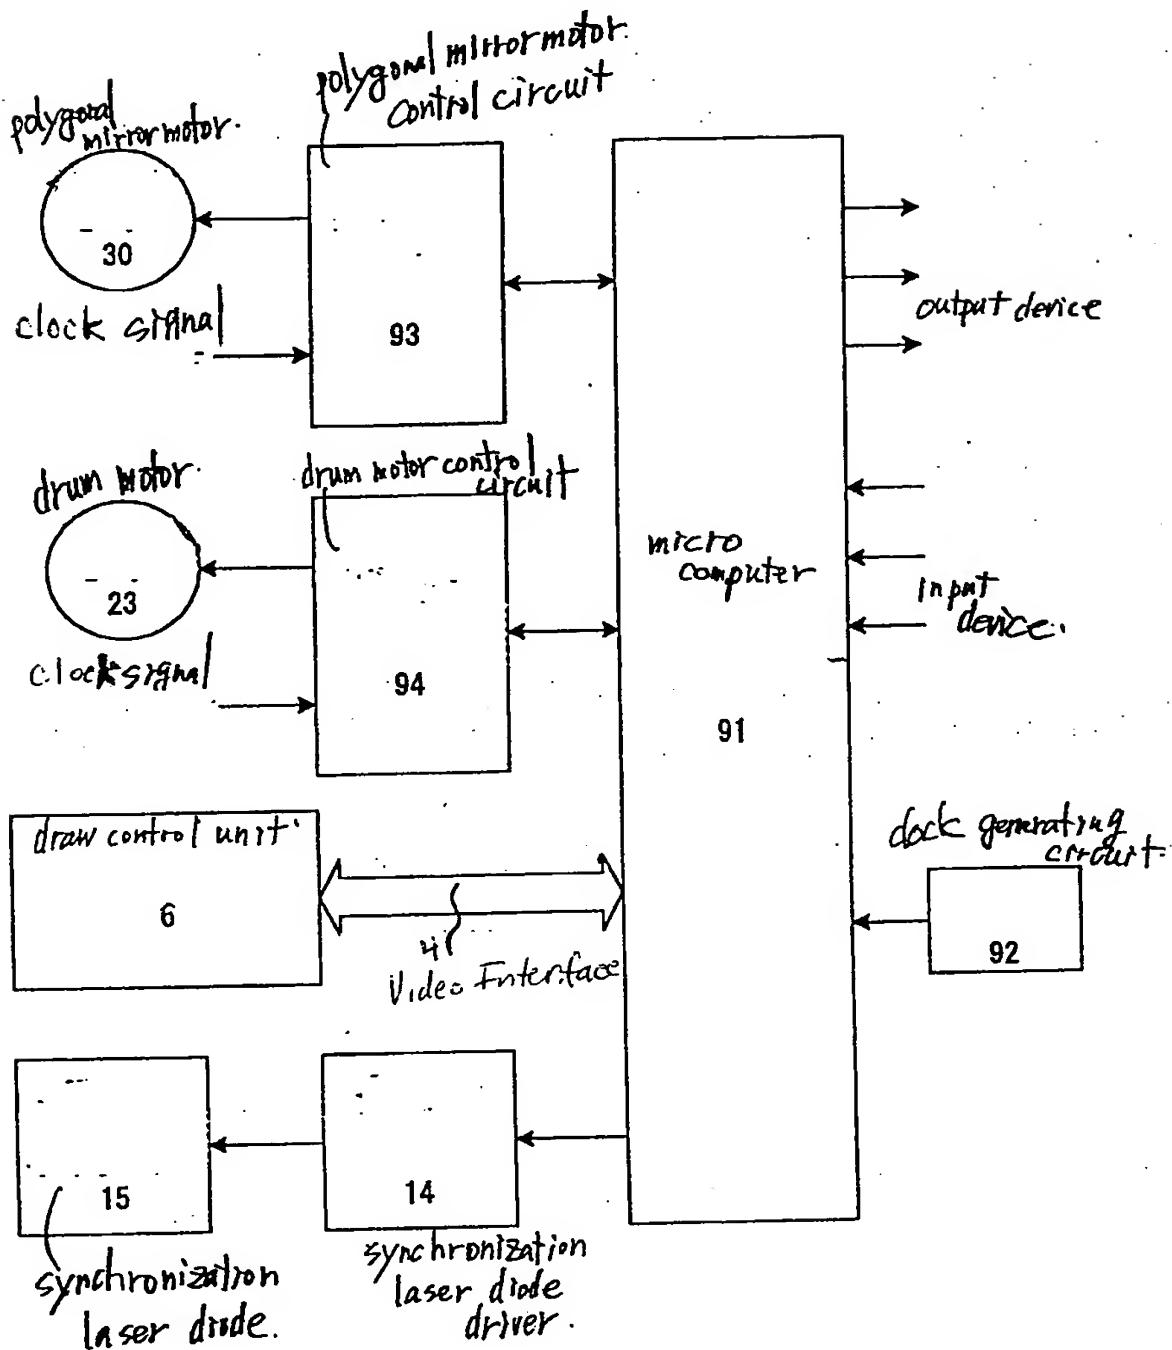 polygonal mirror motor.
control circuit
polygonal
mirror motor.
30
clock signal
93
output device
drum motor.
drum motor control
circuit
23
clock signal
94
micro
computer
91
input
device.
draw control unit
6
4
Video Interface
clock generating
circuit.
92
15
14
synchronization
laser diode.
synchronization
laser diode
driver.